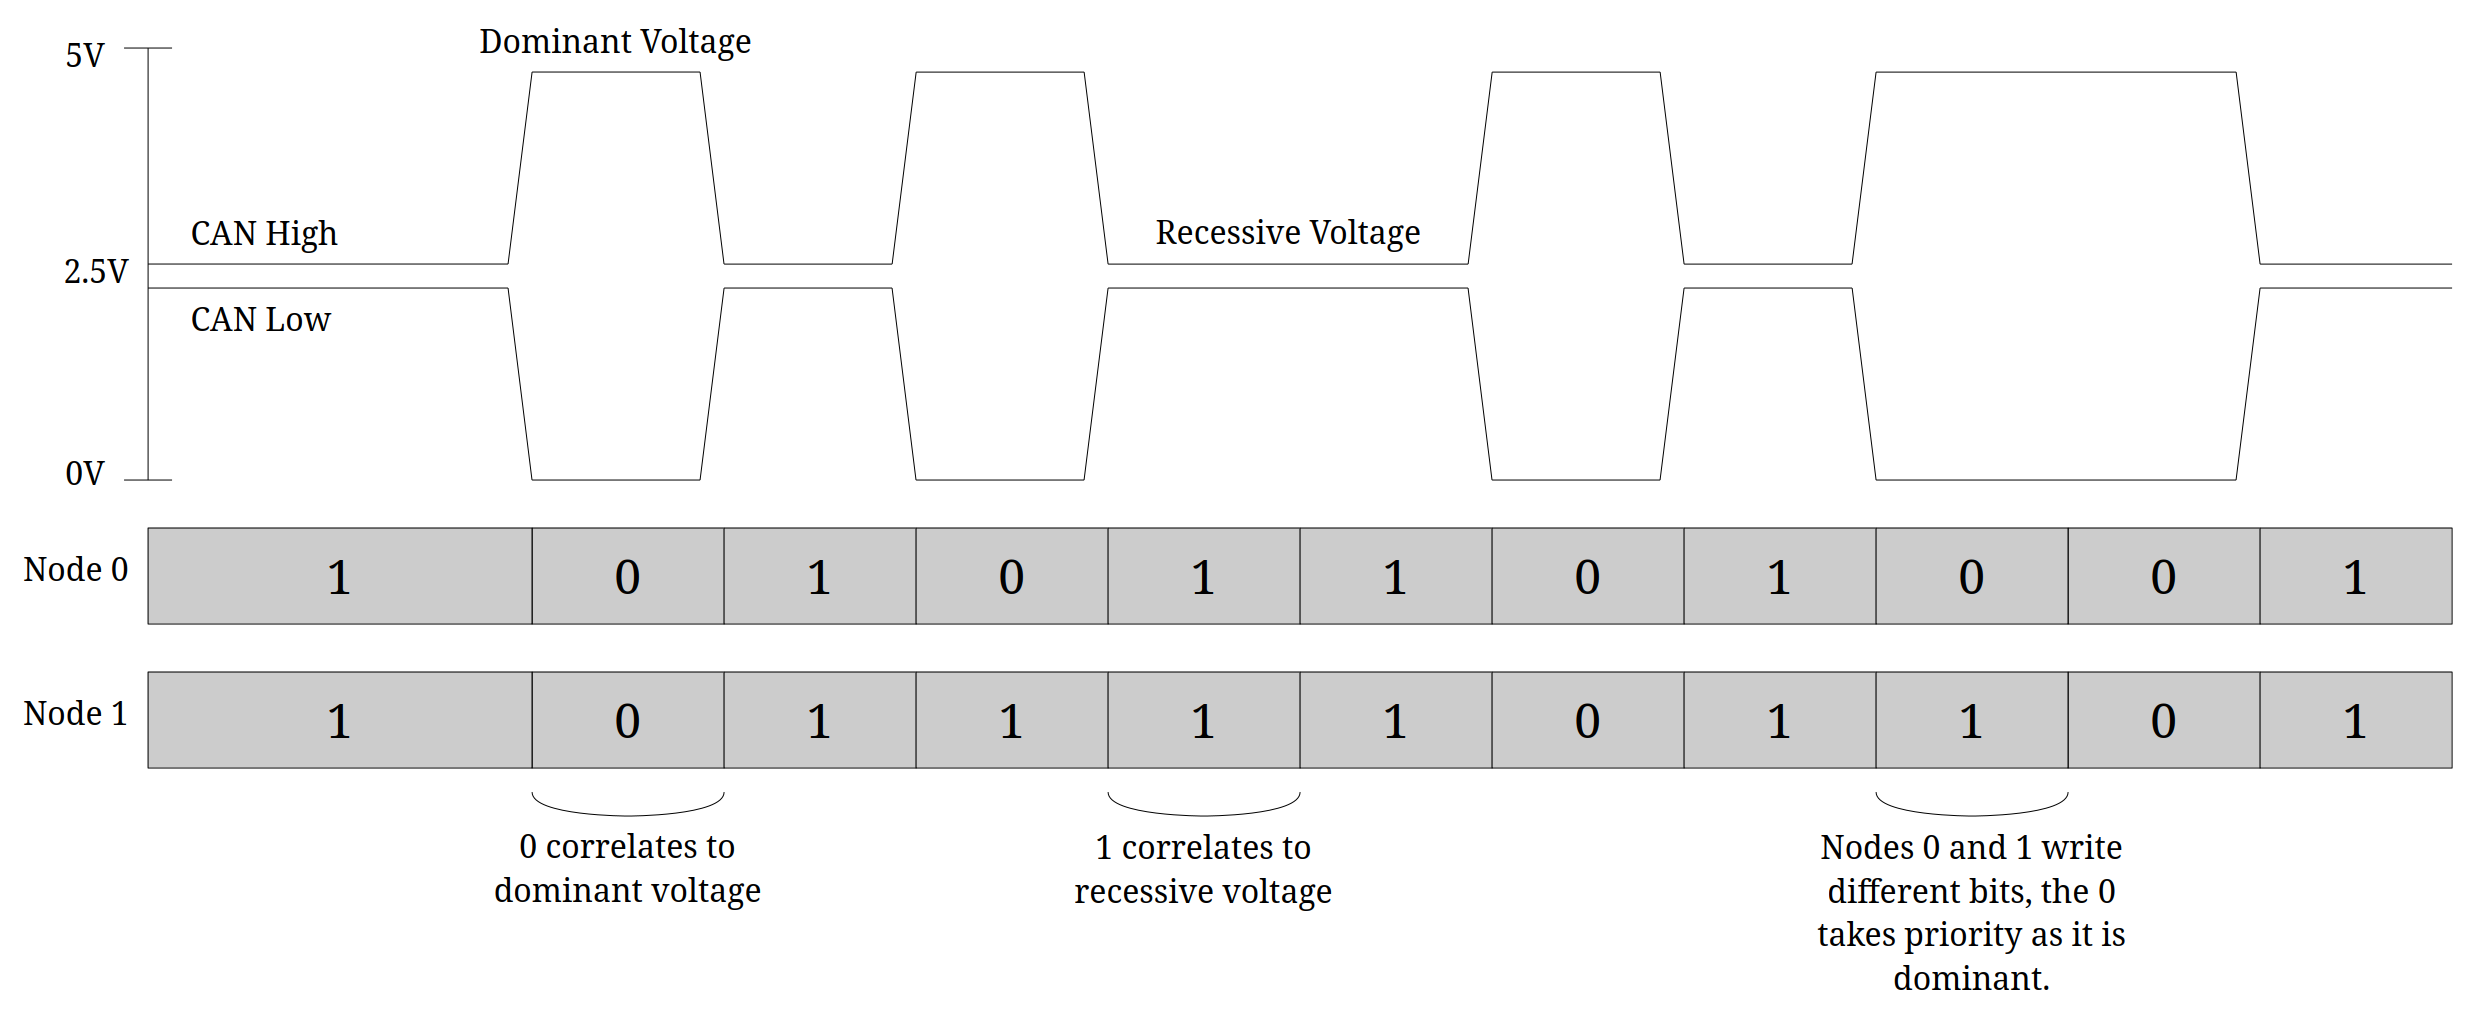 5V
Dominant Voltage
CAN High
Recessive Voltage
2.5V
CAN Low
0V
Node 0 1 0 1 0 1 1 0 1 0 0 1
Node 1 1 0 1 1 1 1 0 1 1 0 1
0 correlates to
dominant voltage
1 correlates to
recessive voltage
Nodes 0 and 1 write
different bits, the 0
takes priority as it is
dominant.